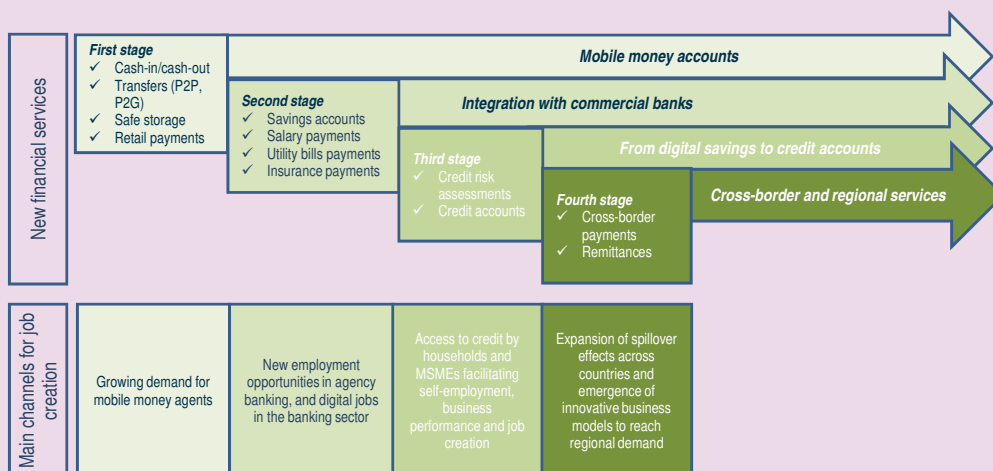 New financial services
First stage
✓ Cash-in/cash-out
✓ Transfers (P2P,
P2G)
✓ Safe storage
✓ Retail payments
Mobile money accounts
Second stage
✓ Savings accounts
✓ Salary payments
✓ Utility bills payments
✓ Insurance payments
Integration with commercial banks
Third stage
✓ Credit risk
assessments
✓ Credit accounts
From digital savings to credit accounts
Fourth stage
✓ Cross-border
payments
✓ Remittances
Cross-border and regional services
Main channels for job
creation
Growing demand for
mobile money agents
New employment
opportunities in agency
banking, and digital jobs
in the banking sector
Access to credit by
households and
MSMEs facilitating
self-employment,
business
performance and job
creation
Expansion of spillover
effects across
countries and
emergence of
innovative business
models to reach
regional demand